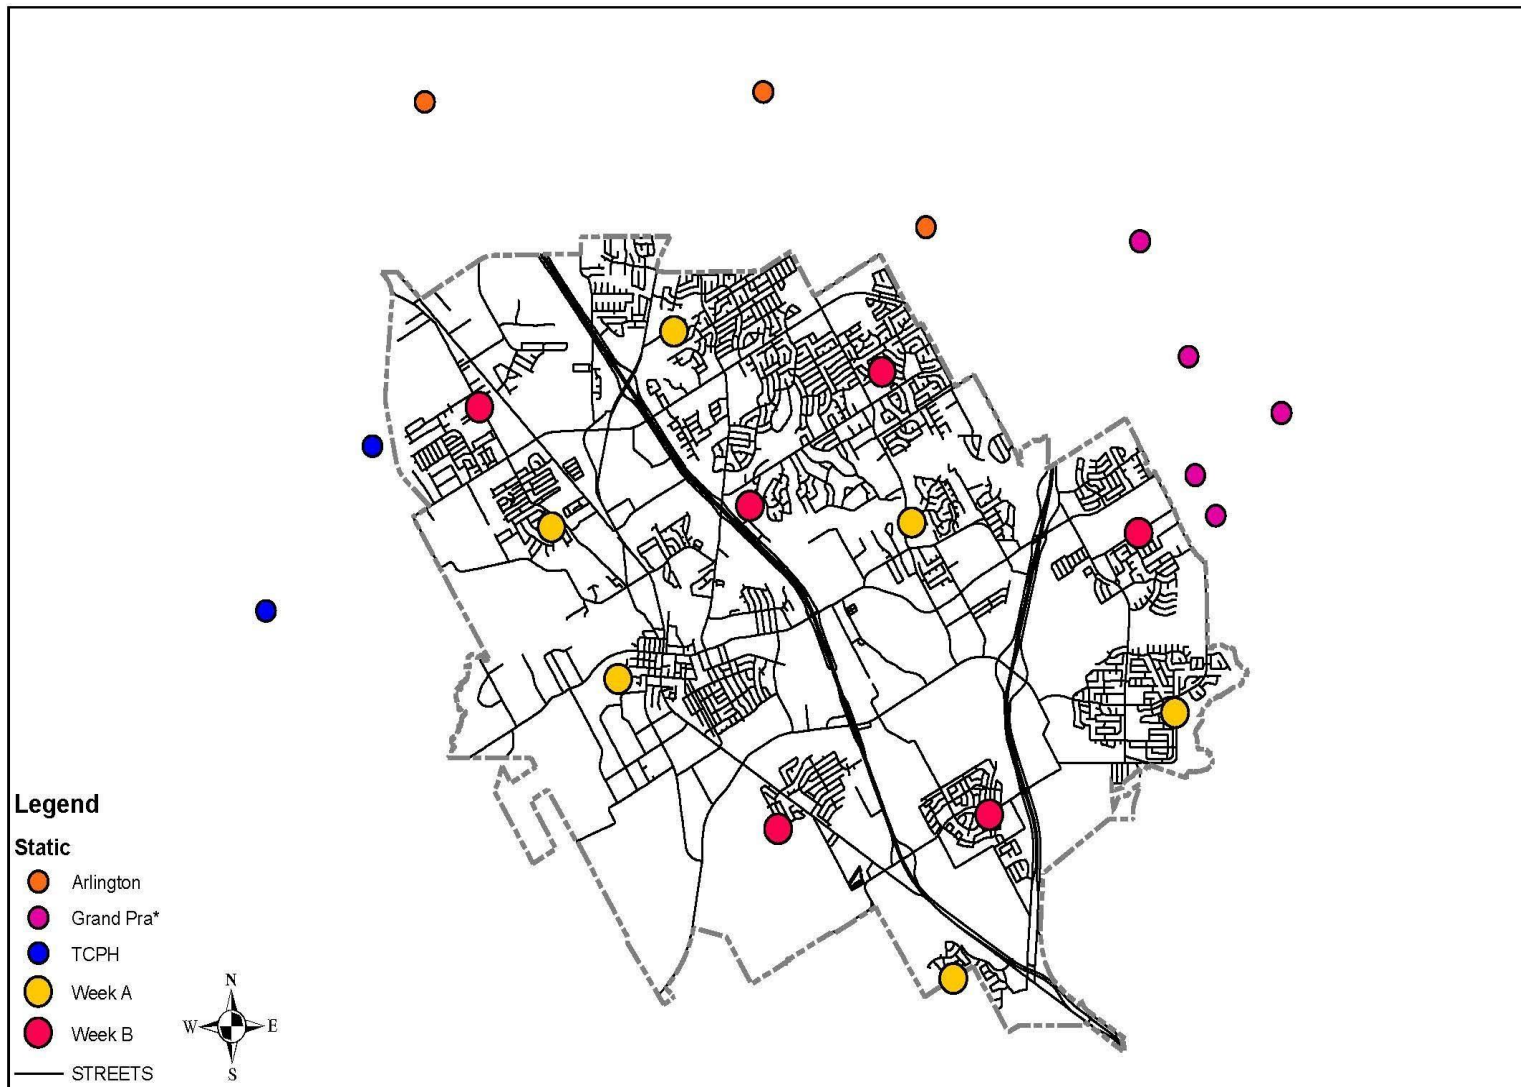 Legend
Static
Arlington
Grand Pra*
TCPH
Week A
Week B
STREETS
N
W E
S